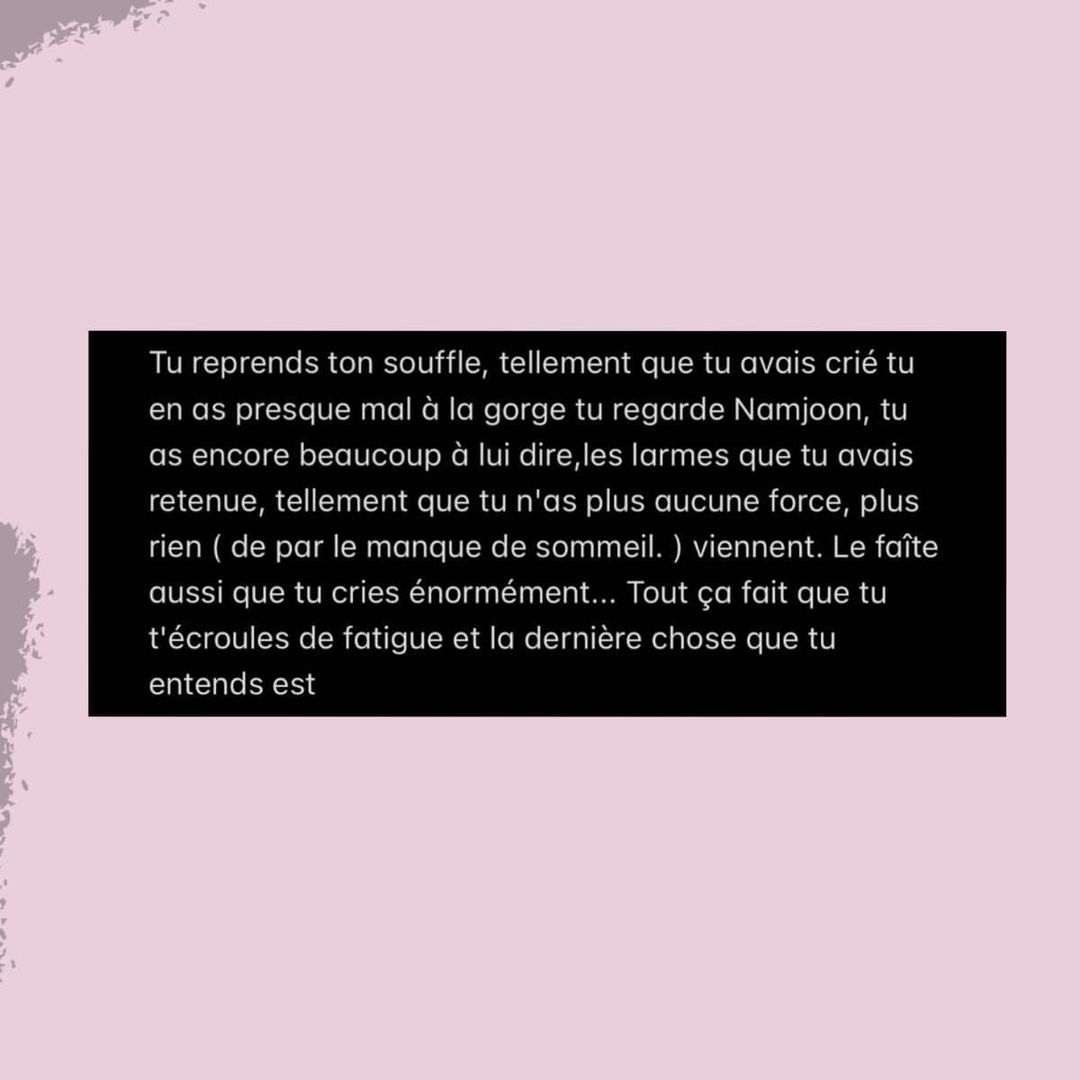 Tu reprends ton souffle, tellement que tu avais crié tu
en as presque mal à la gorge tu regarde Namjoon, tu
as encore beaucoup à lui dire,les larmes que tu avais
retenue, tellement que tu n'as plus aucune force, plus
rien ( de par le manque de sommeil. ) viennent. Le faîte
aussi que tu cries énormément... Tout ça fait que tu
t'écroules de fatigue et la dernière chose que tu
entends est